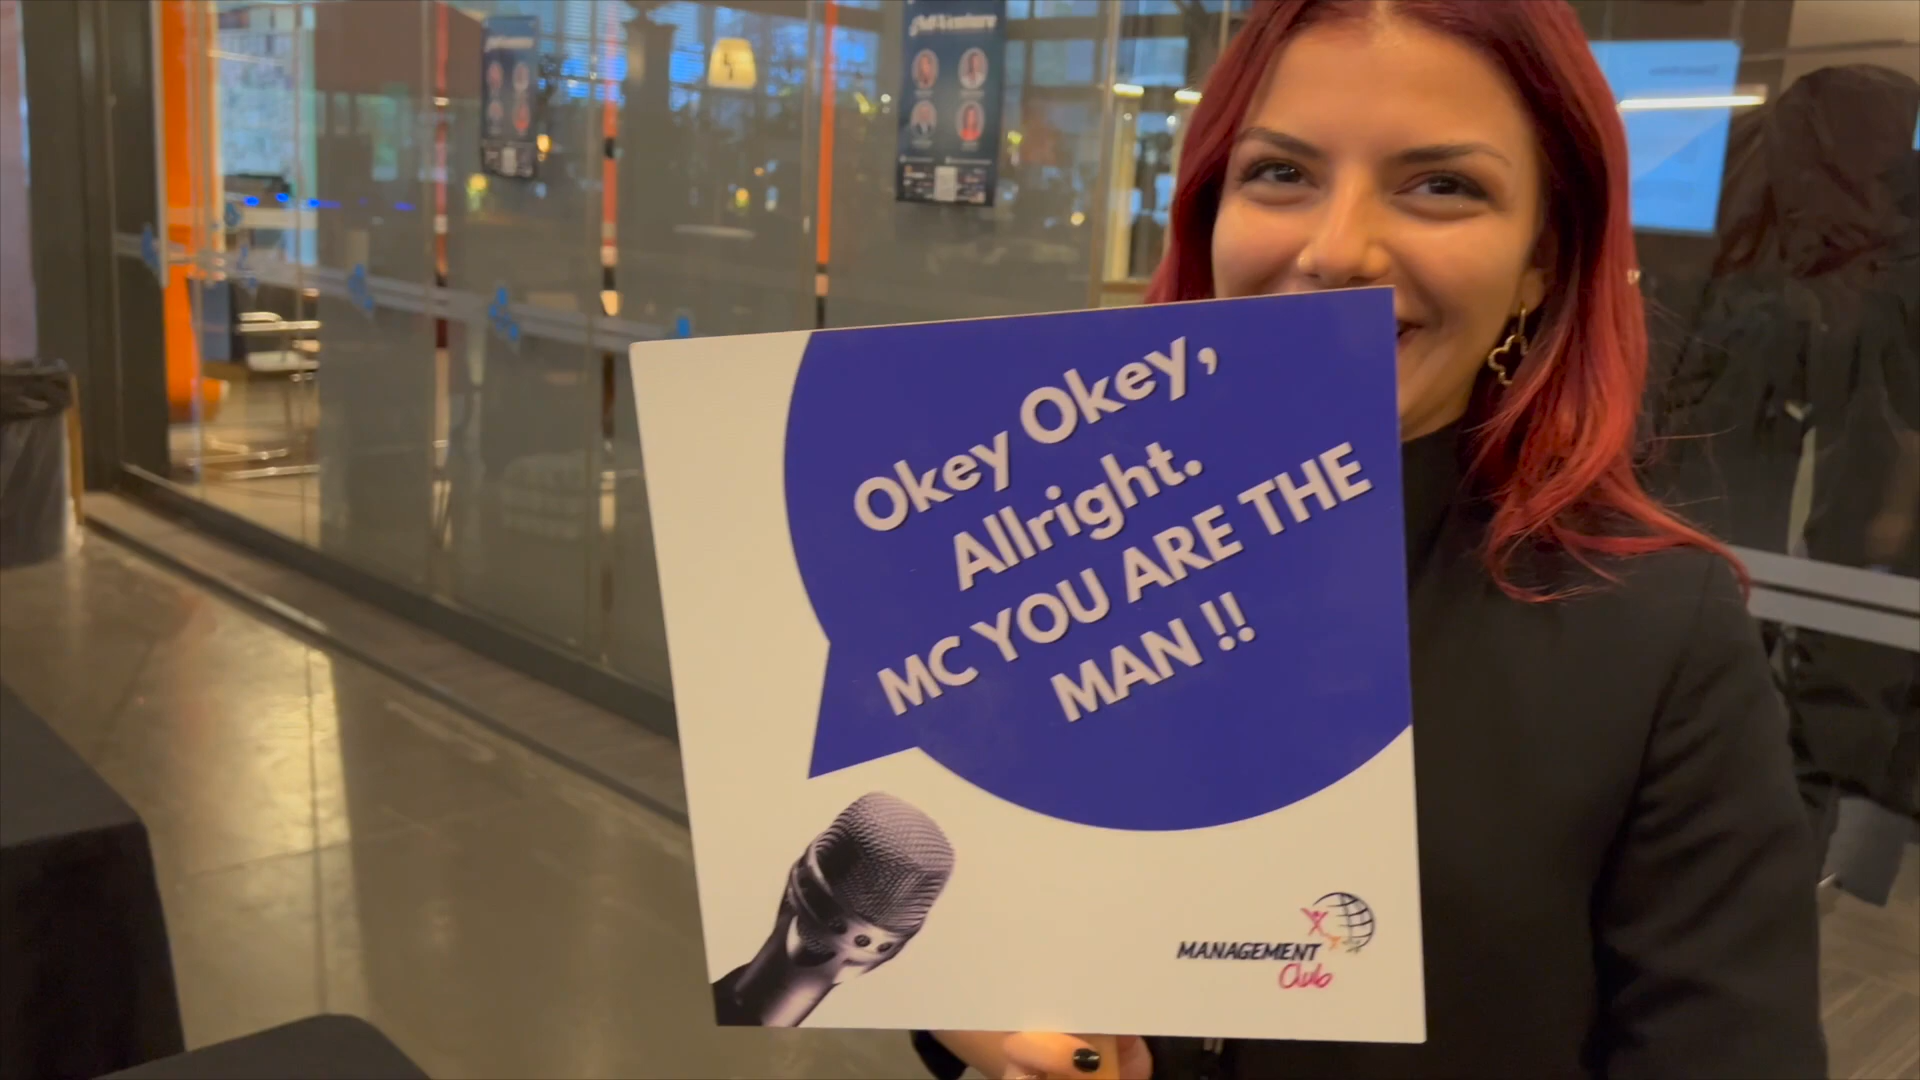 Okey Okey,
Allright.
MC YOU ARE THE
MAN !!
MANAGEMENT
Club